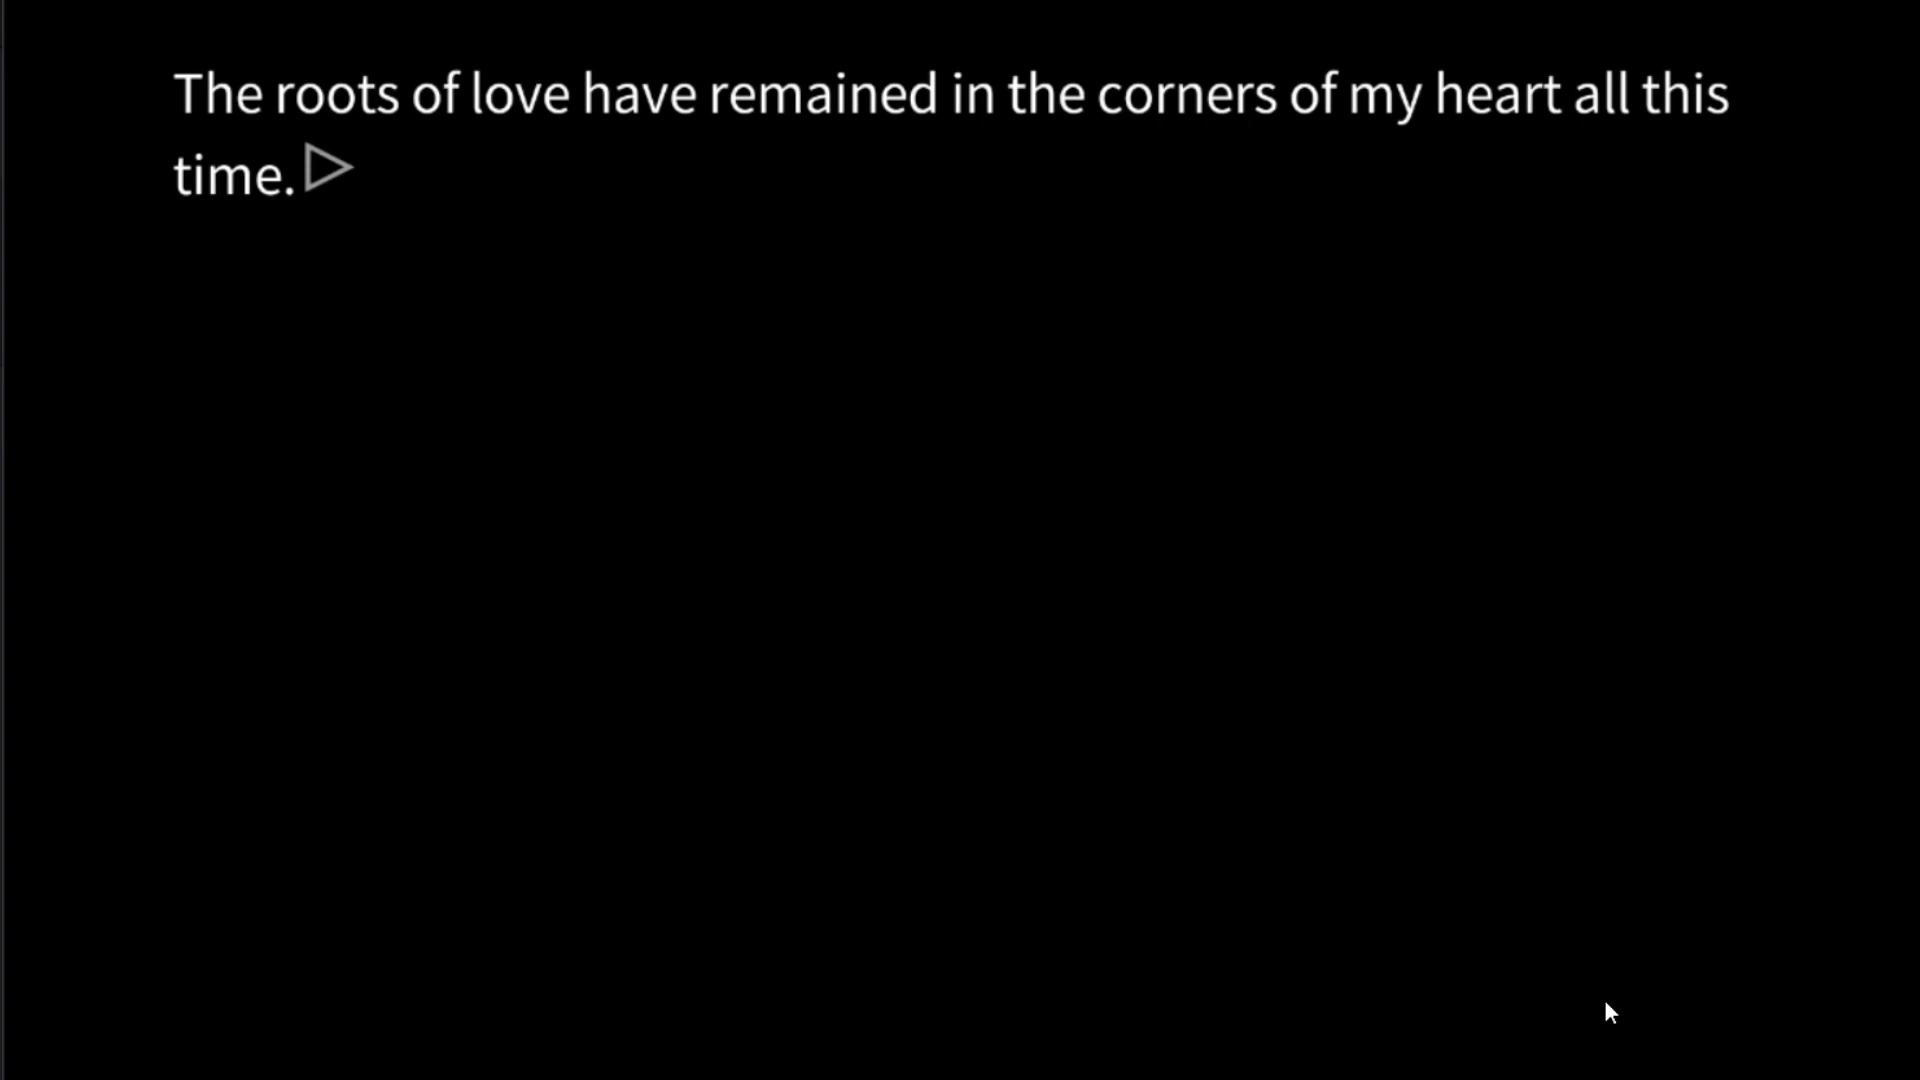 The roots of love have remained in the corners of my heart all this
time.